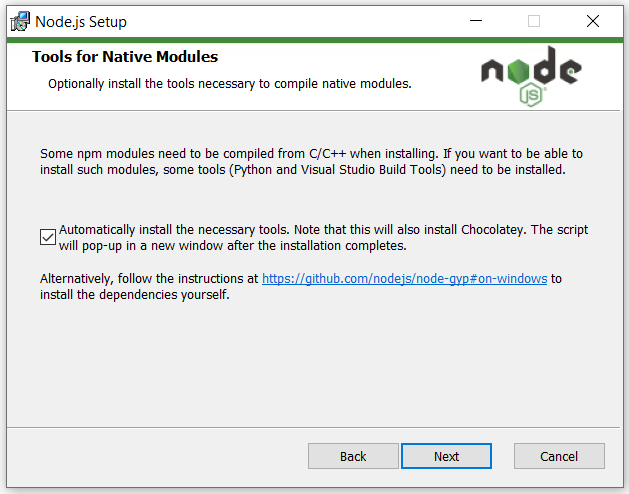 Node.js Setup
Tools for Native Modules
Optionally install the tools necessary to compile native modules.
node
JS
Some npm modules need to be compiled from C/C++ when installing. If you want to be able to
install such modules, some tools (Python and Visual Studio Build Tools) need to be installed.
Automatically install the necessary tools. Note that this will also install Chocolatey. The script
will pop-up in a new window after the installation completes.
Alternatively, follow the instructions at https://github.com/nodejs/node-gyp#on-windows to
install the dependencies yourself.
Back
Next
Cancel